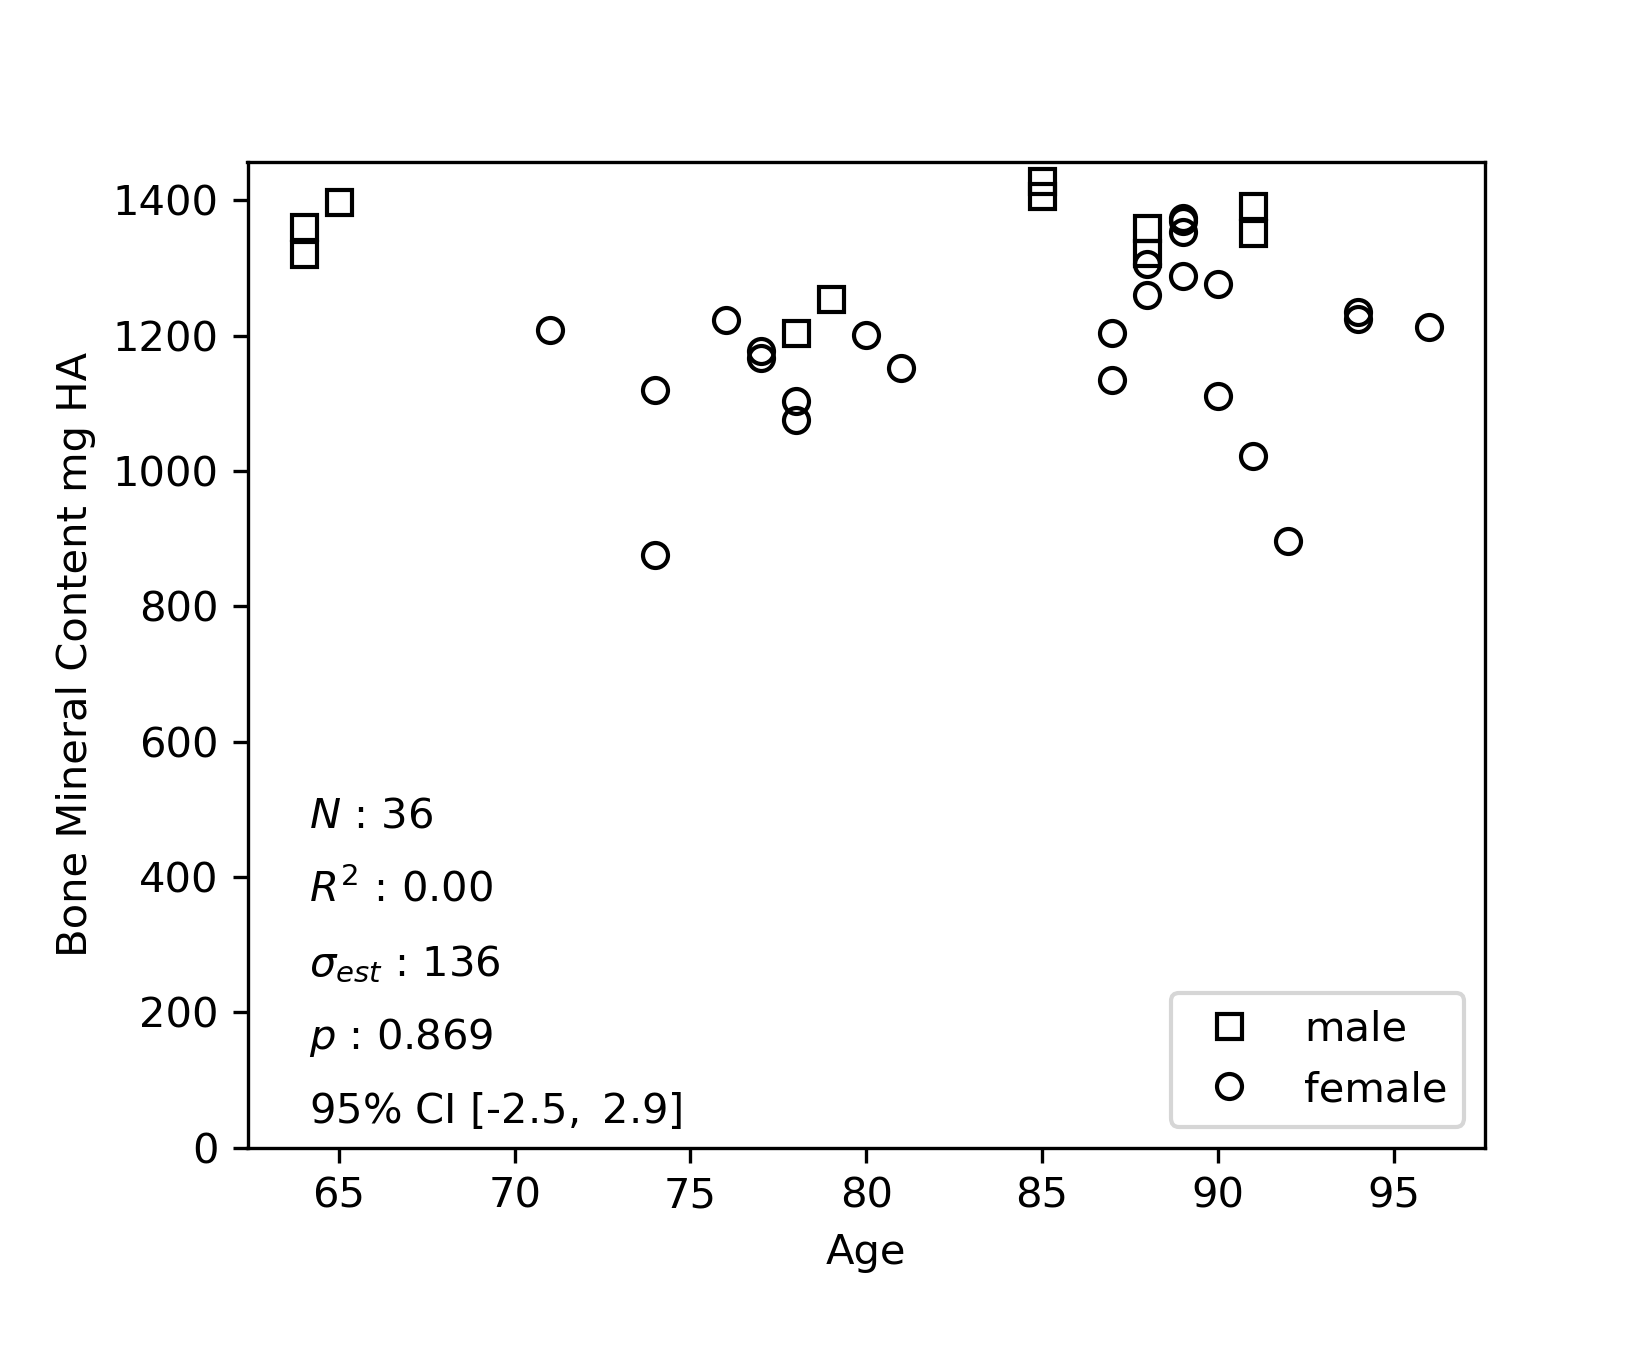 1400
1200
1000
800
600
400
200
0
Bone Mineral Content mg HA
N : 36
R² : 0.00
σest : 136
p : 0.869
95% CI [-2.5, 2.9]
male
female
65 70 75 80 85 90 95
Age